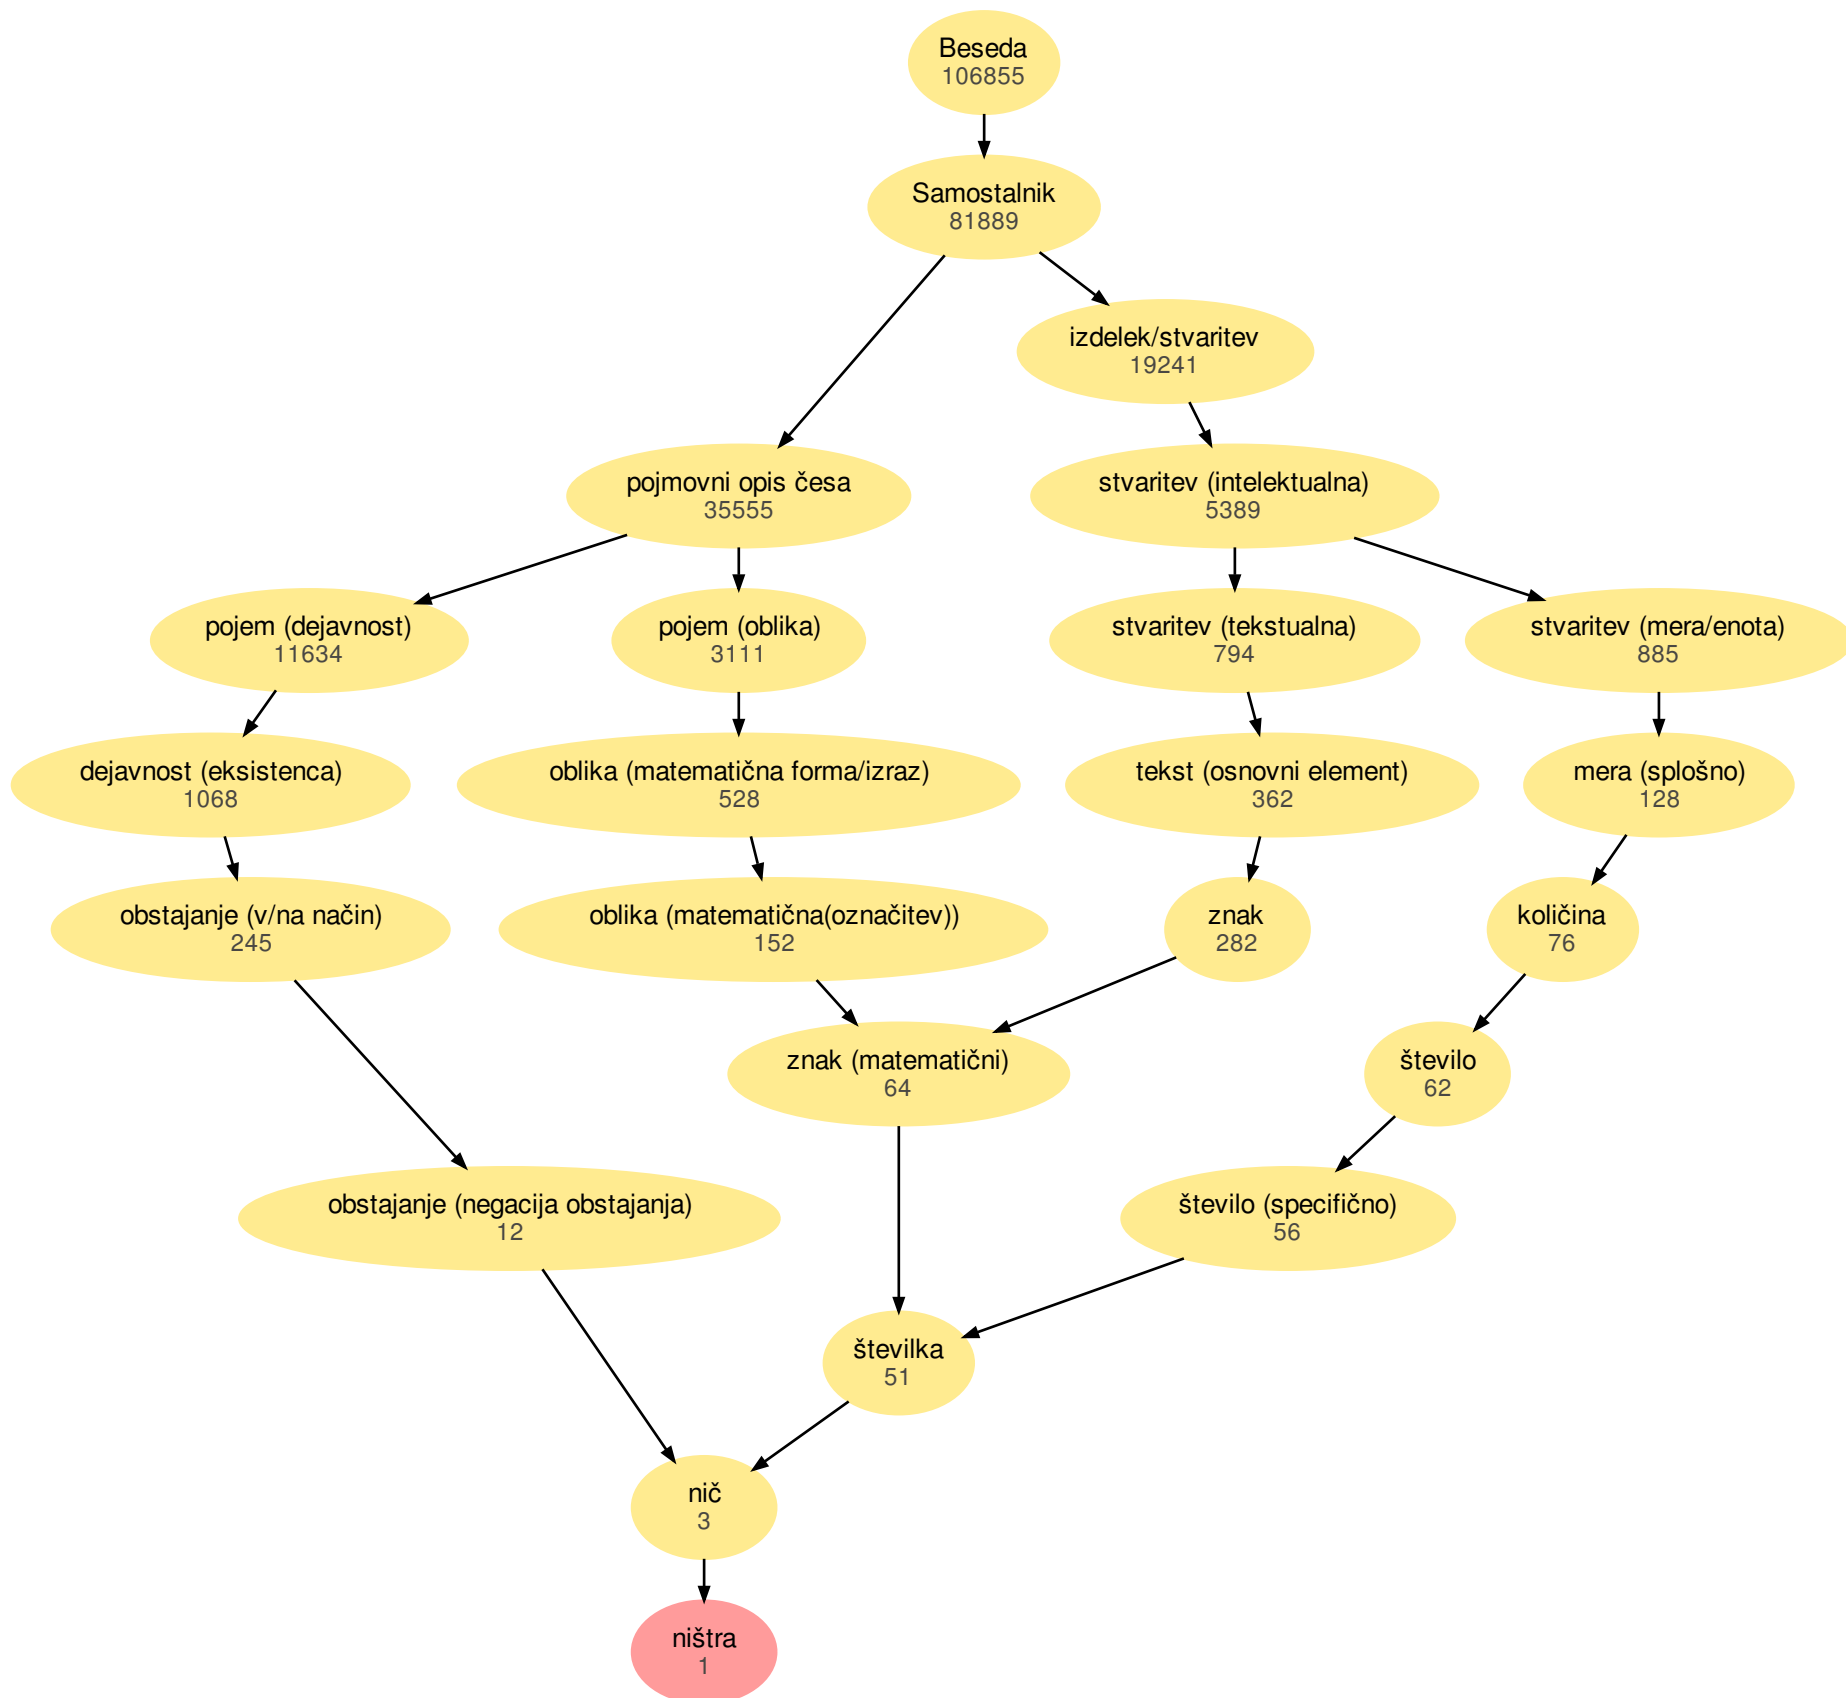 Beseda
106855
Samostalnik
81889
izdelek/stvaritev
19241
pojmovni opis česa
35555
stvaritev (intelektualna)
5389
pojem (dejavnost)
11634
pojem (oblika)
3111
stvaritev (tekstualna)
794
stvaritev (mera/enota)
885
dejavnost (eksistenca)
1068
oblika (matematična forma/izraz)
528
tekst (osnovni element)
362
mera (splošno)
128
obstajanje (v/na način)
245
oblika (matematična(označitev))
152
znak
282
količina
76
znak (matematični)
64
število
62
obstajanje (negacija obstajanja)
12
število (specifično)
56
številka
51
nič
3
ništra
1